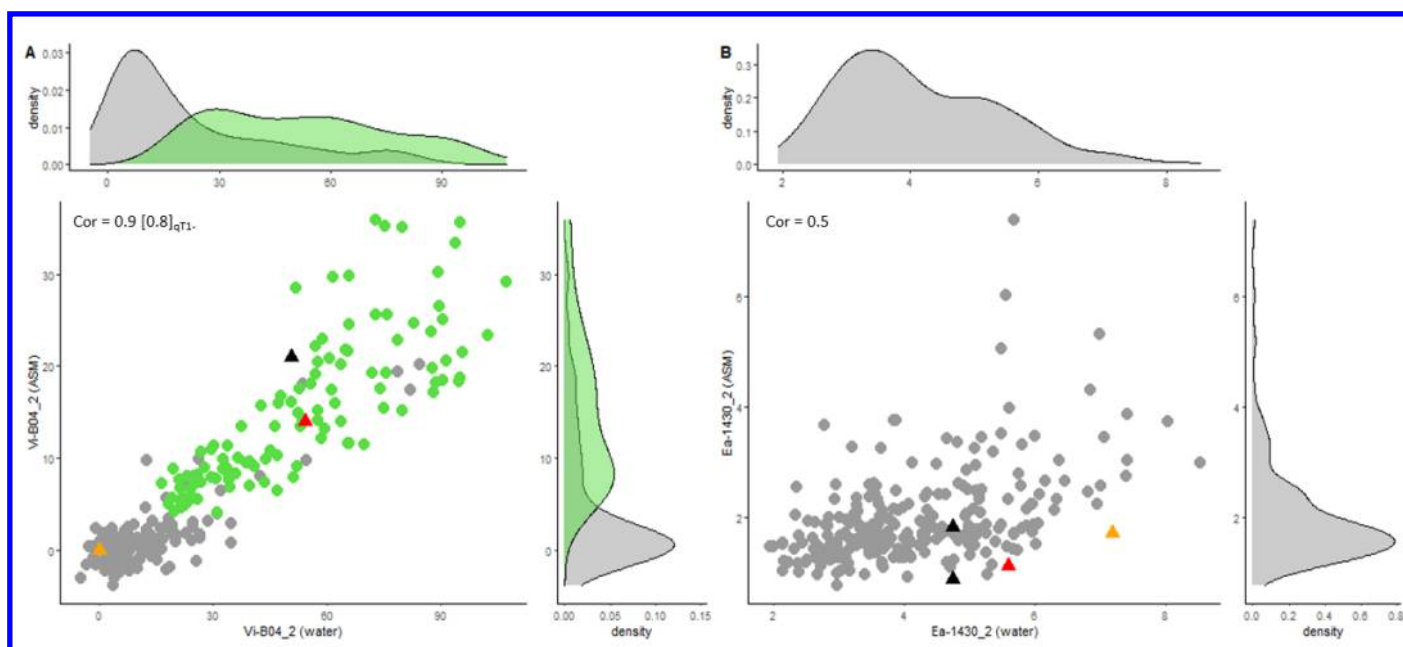 A
B
0.03
0.02
0.01
0.00
density
0 30 60 90
0.3
0.2
0.1
0.0
density
2 4 6 8
Cor = 0.9 [0.8]qT1-
30
20
10
0
Vi-B04_2 (ASM)
0 30 60 90
Vi-B04_2 (water)
0.00 0.05 0.10 0.15
density
30
20
10
0
Cor = 0.5
6
4
2
Ea-1430_2 (ASM)
2 4 6 8
Ea-1430_2 (water)
6
4
2
0.0 0.2 0.4 0.6 0.8
density